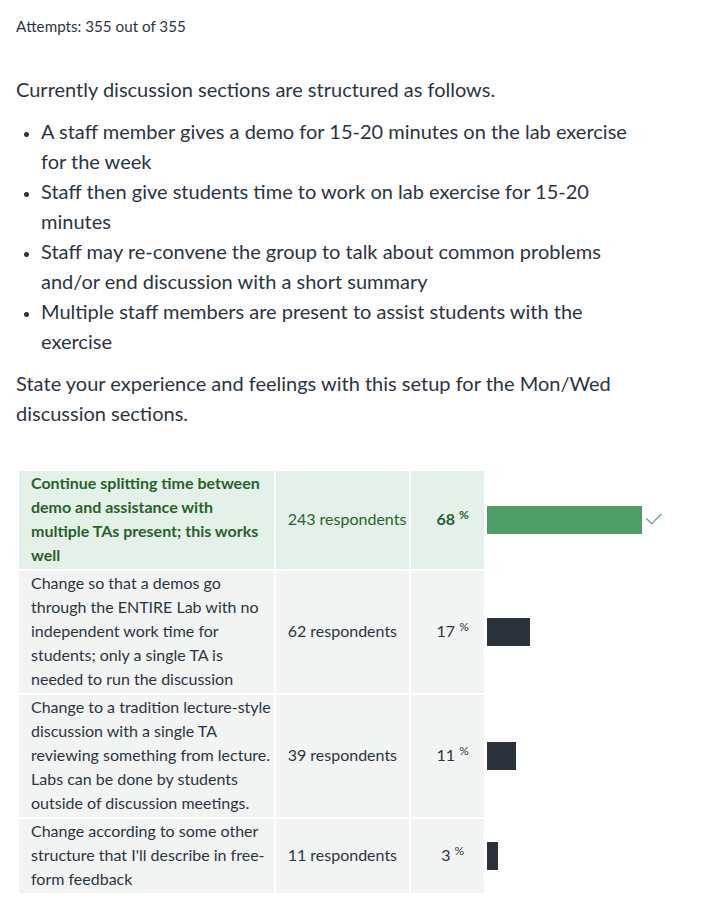 Attempts: 355 out of 355
Currently discussion sections are structured as follows.
• A staff member gives a demo for 15-20 minutes on the lab exercise
for the week
• Staff then give students time to work on lab exercise for 15-20
minutes
• Staff may re-convene the group to talk about common problems
and/or end discussion with a short summary
• Multiple staff members are present to assist students with the
exercise
State your experience and feelings with this setup for the Mon/Wed
discussion sections.
Continue splitting time between
demo and assistance with
multiple TAs present; this works
well
243 respondents
68 %
Change so that a demos go
through the ENTIRE Lab with no
independent work time for
students; only a single TA is
needed to run the discussion
62 respondents
17 %
Change to a tradition lecture-style
discussion with a single TA
reviewing something from lecture.
Labs can be done by students
outside of discussion meetings.
39 respondents
11 %
Change according to some other
structure that I'll describe in free-
form feedback
11 respondents
3 %